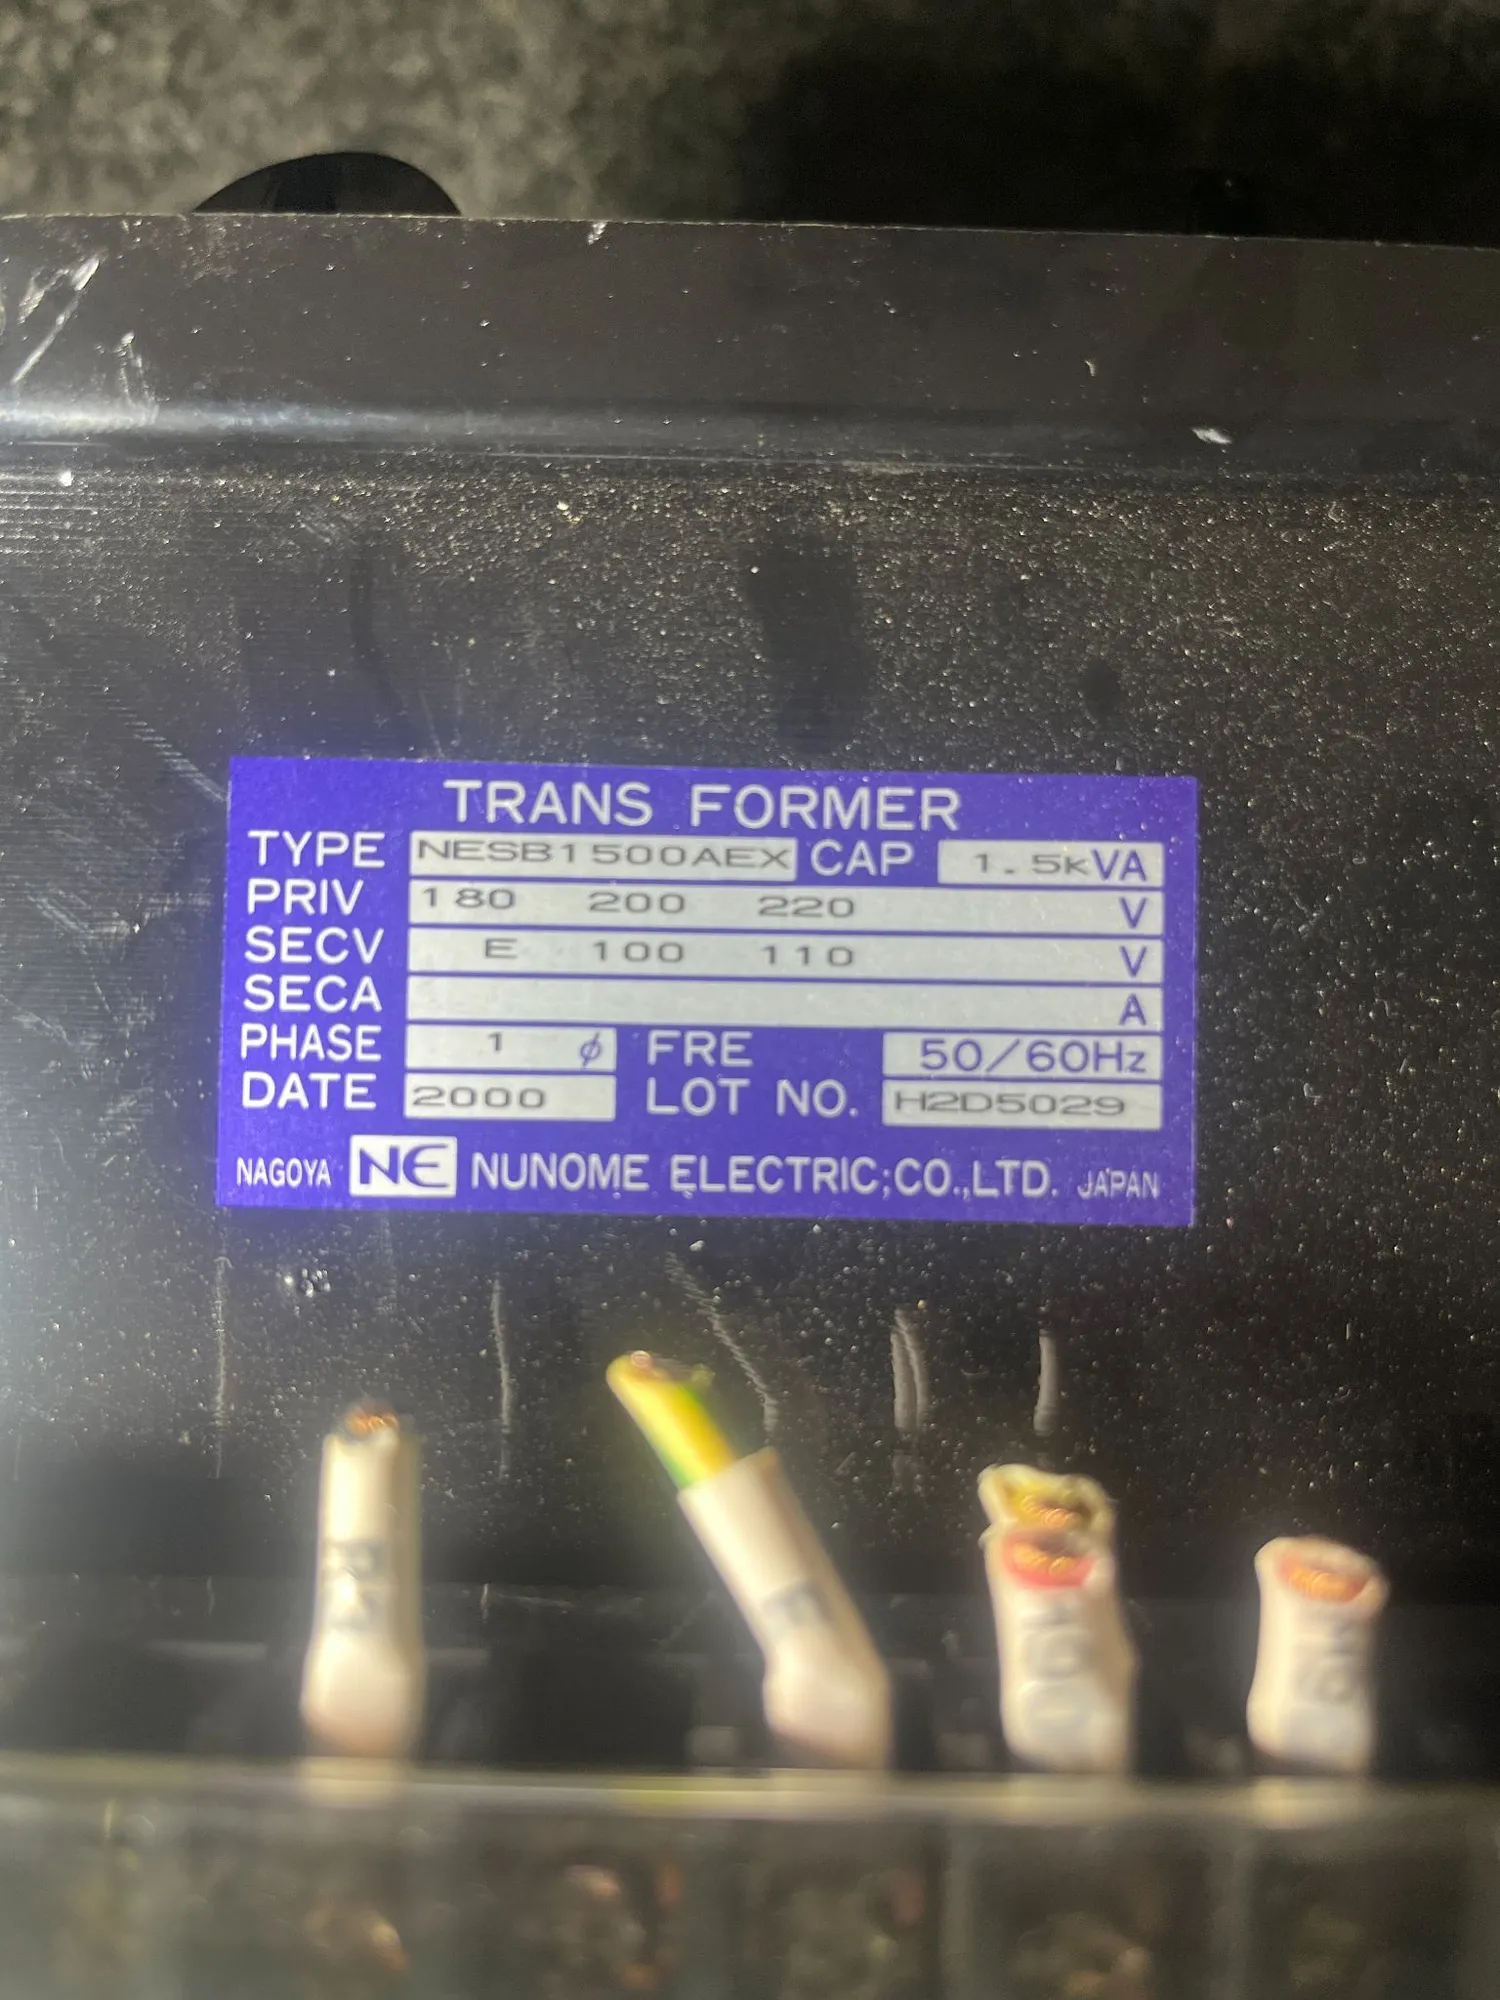 TRANS FORMER
TYPE NESB1500AEX CAP 1.5kVA
PRIV 180 200 220 V
SECV E 100 110 V
SECA A
PHASE 1 ø FRE 50/60Hz
DATE 2000 LOT NO. H2D5029
NAGOYA NE NUNOME ELECTRIC;CO.,LTD. JAPAN